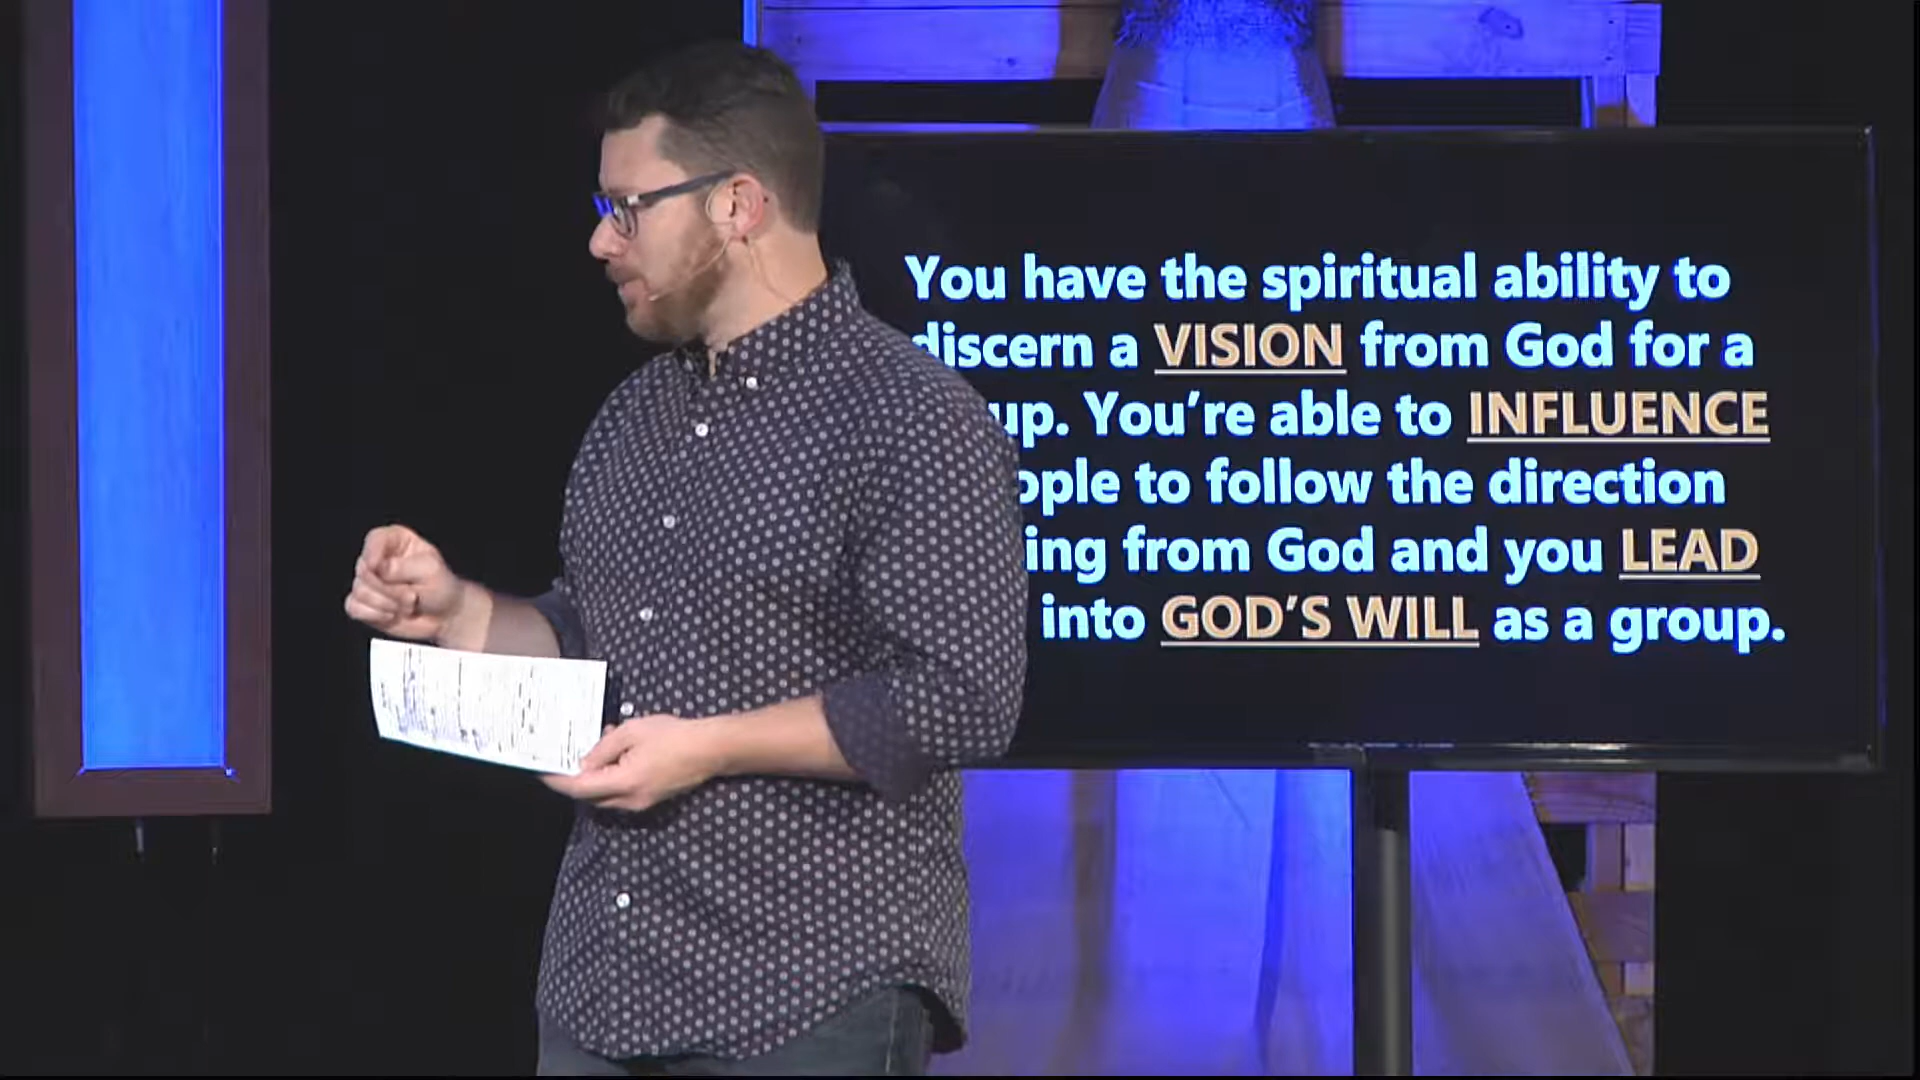 You have the spiritual ability to
discern a VISION from God for a
up. You’re able to INFLUENCE
ople to follow the direction
ing from God and you LEAD
into GOD’S WILL as a group.